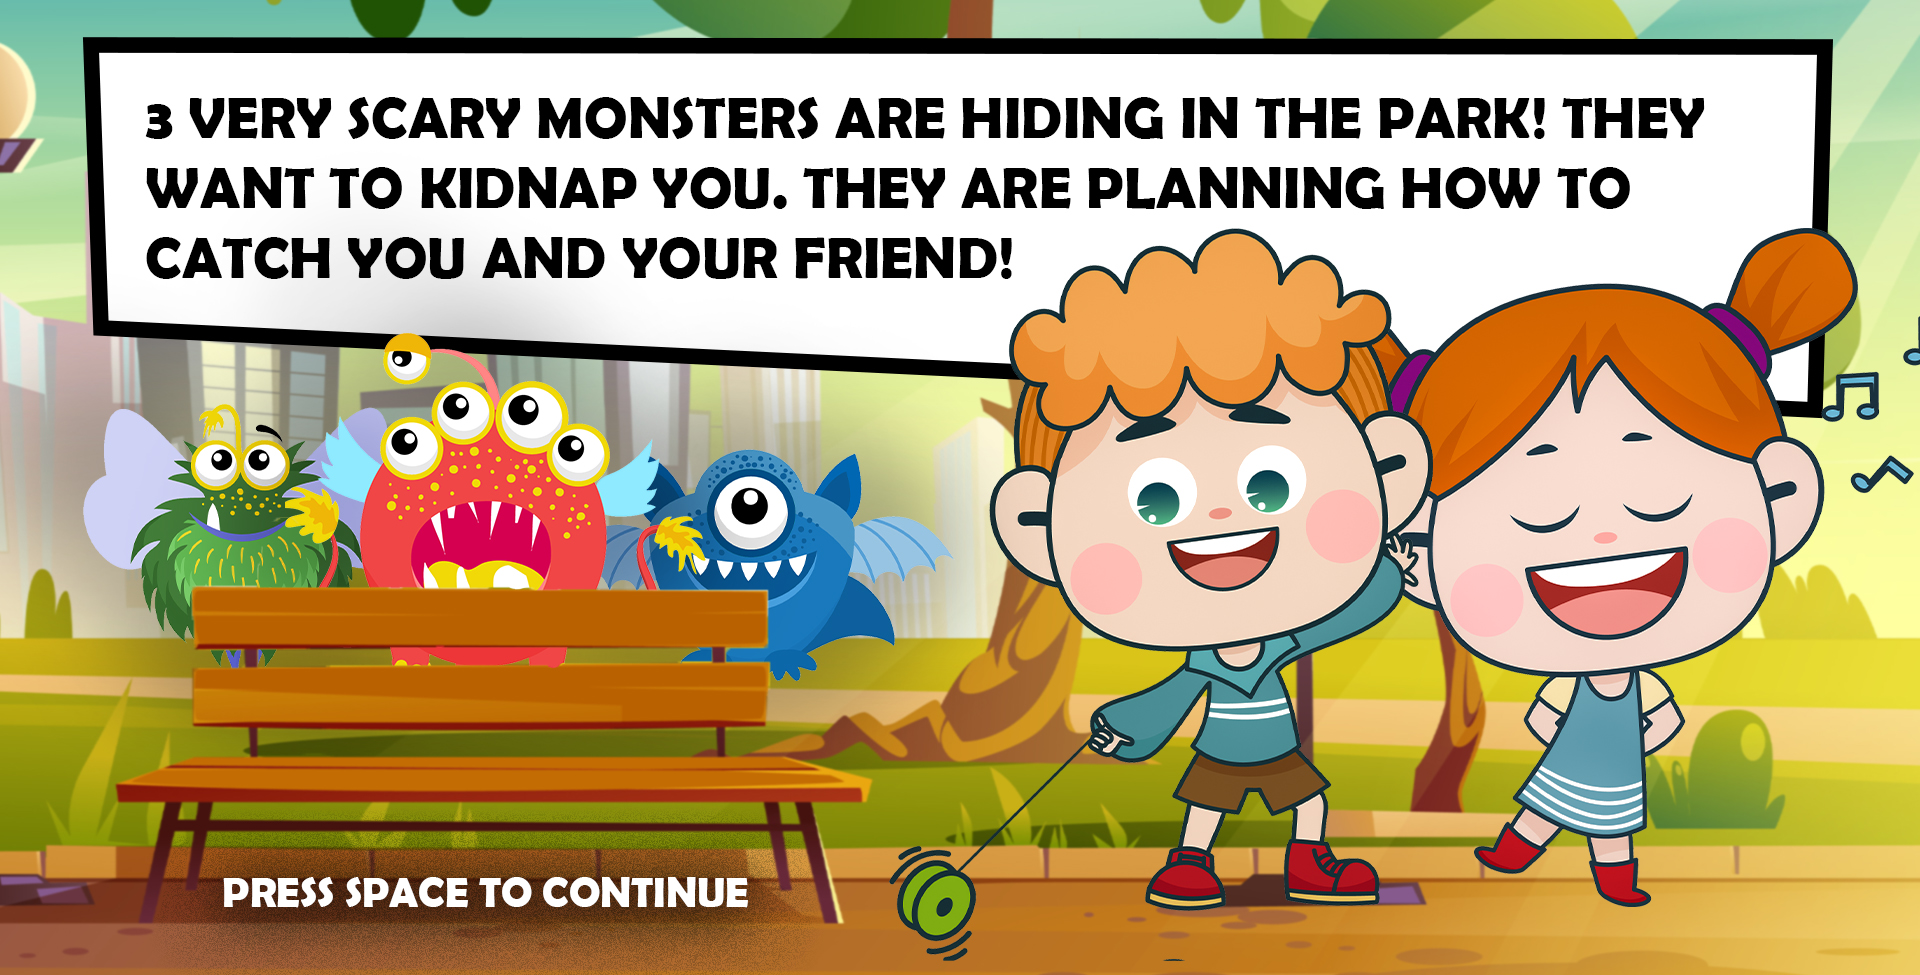 3 VERY SCARY MONSTERS ARE HIDING IN THE PARK! THEY
WANT TO KIDNAP YOU. THEY ARE PLANNING HOW TO
CATCH YOU AND YOUR FRIEND!
PRESS SPACE TO CONTINUE